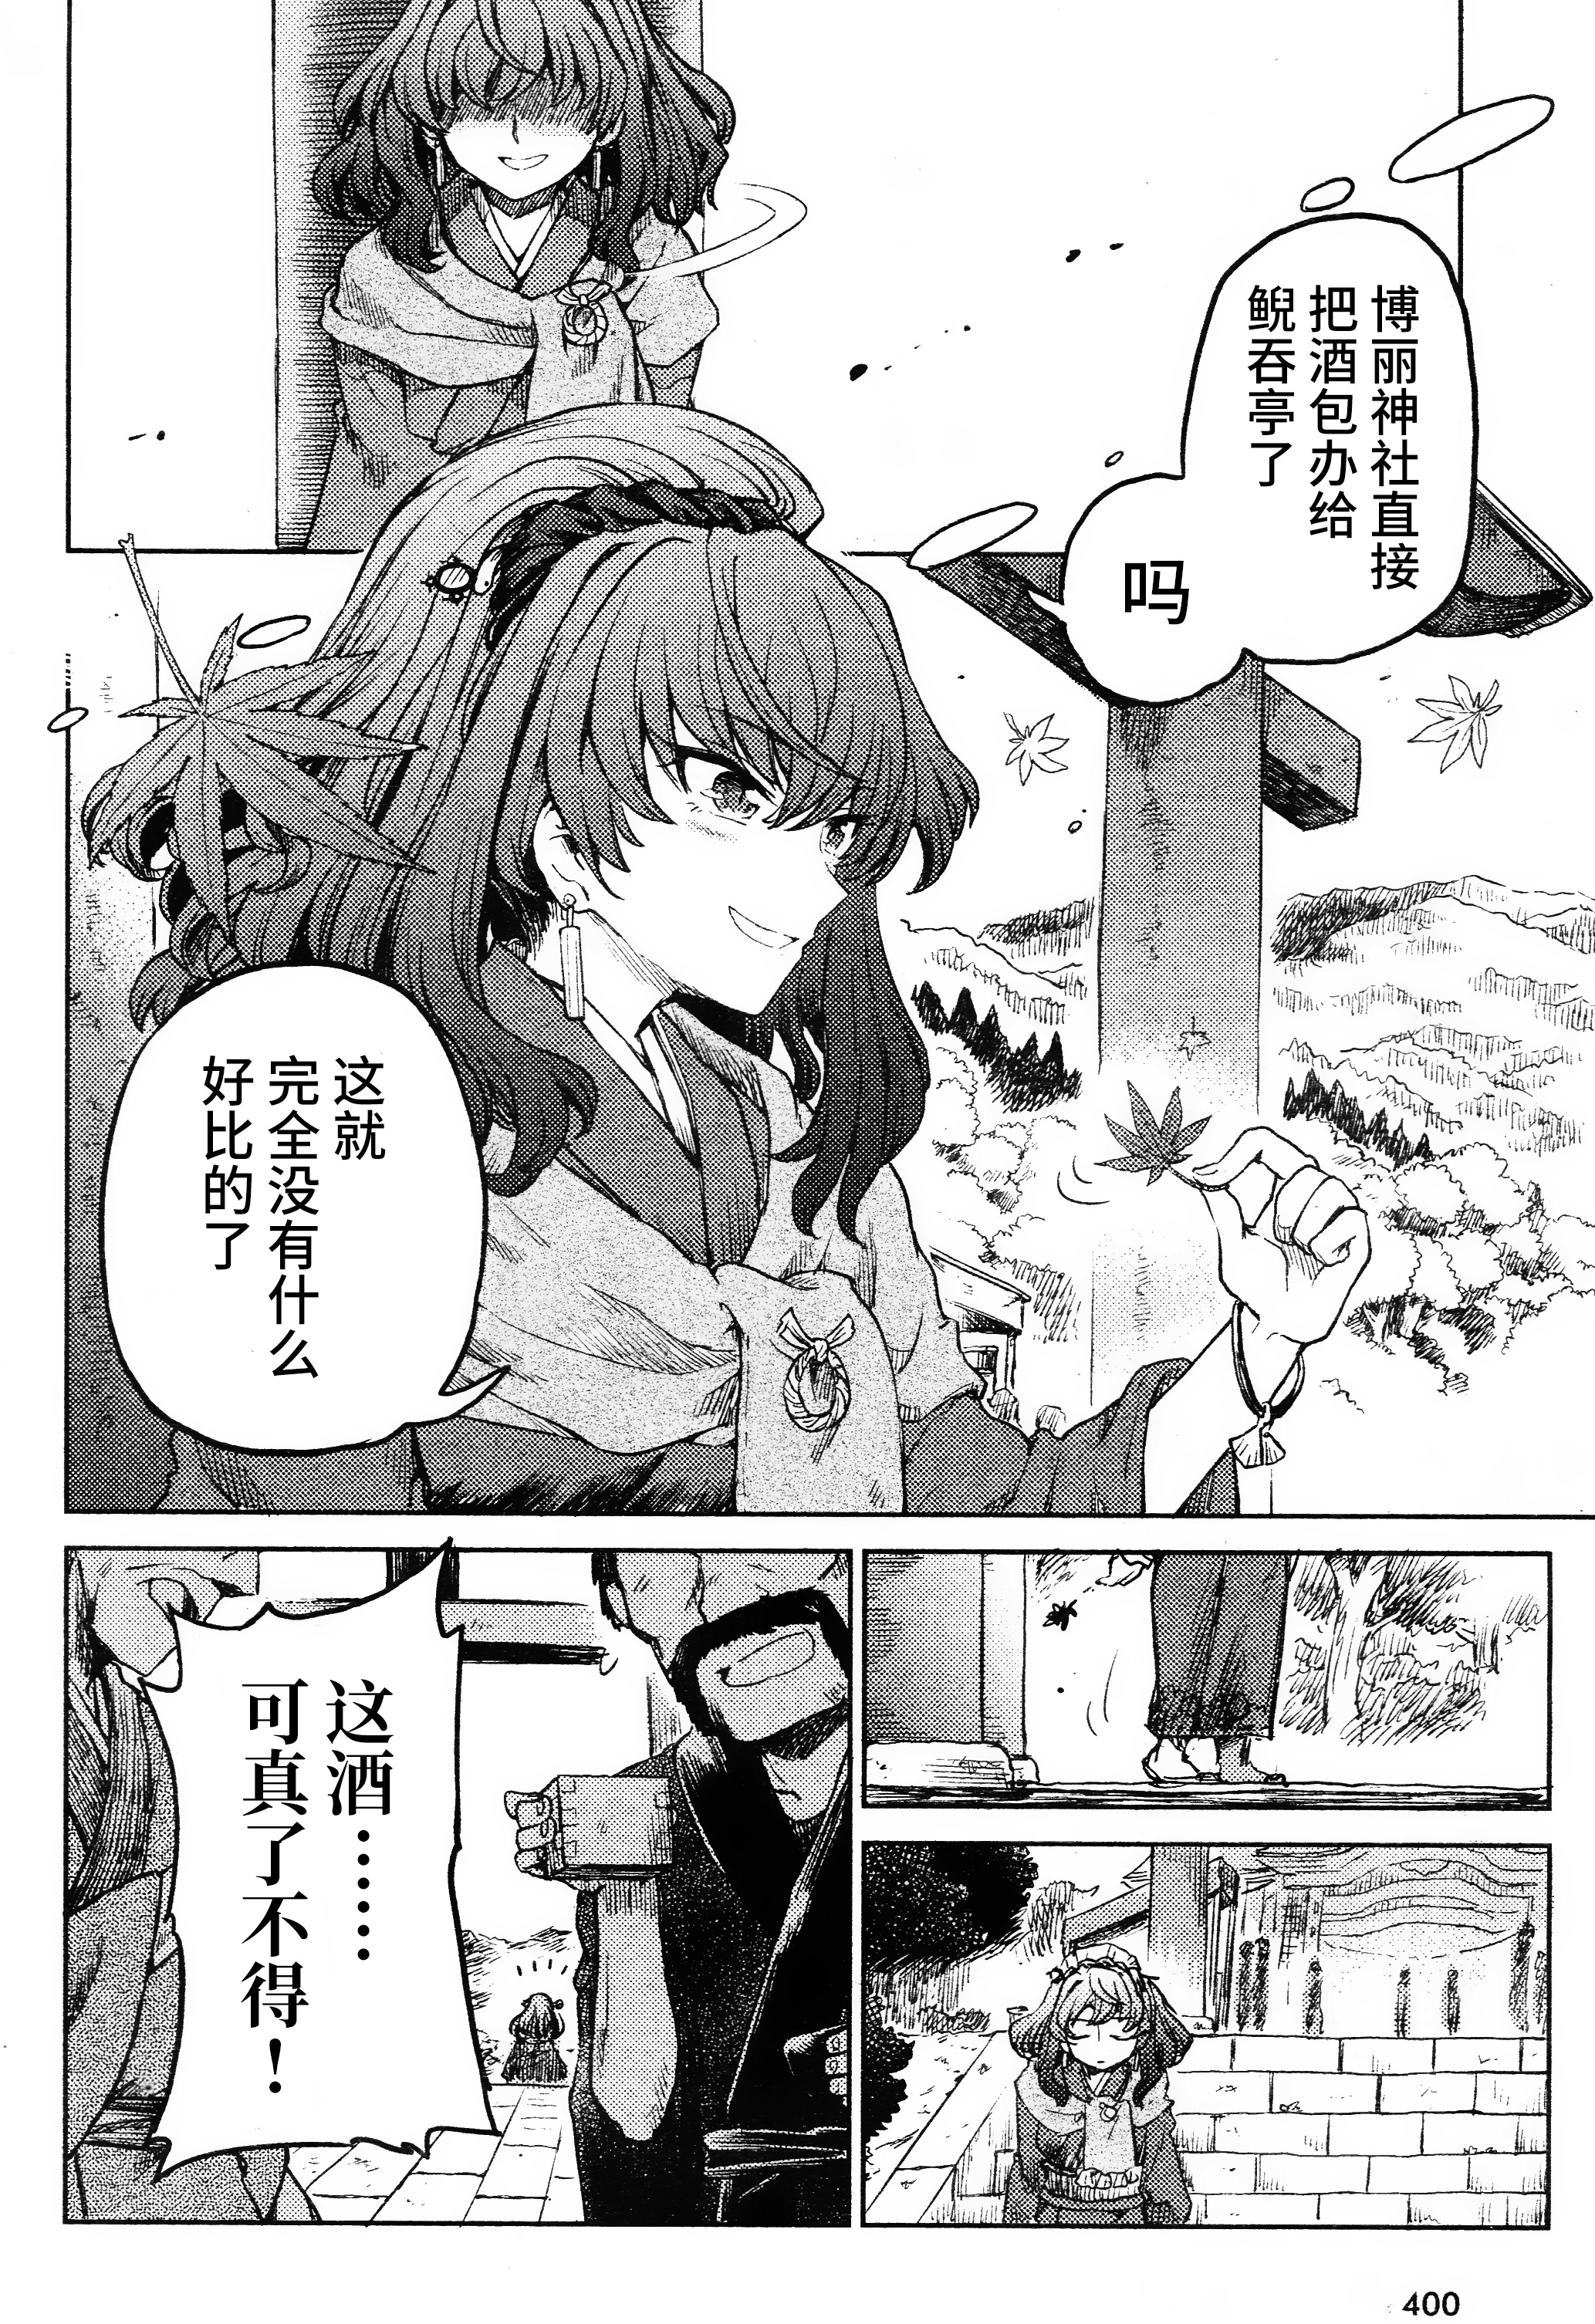 博丽神社直接
把酒包办给
鲵吞亭了
吗
这就
完全没有什么
好比的了
这酒……
可真了不得！
400